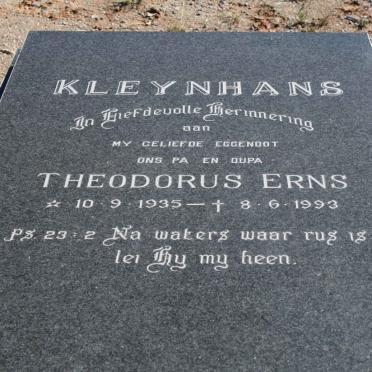 KLEYNHANS
In Liefdevolle Herinnering
aan
MY GELIEFDE EGGENOOT
ONS PA EN OUPA
THEODORUS ERNS
☆ 10·9·1935 — † 8·6·1993
Ps 23:2 Na waters waar rus is
lei Hy my heen.